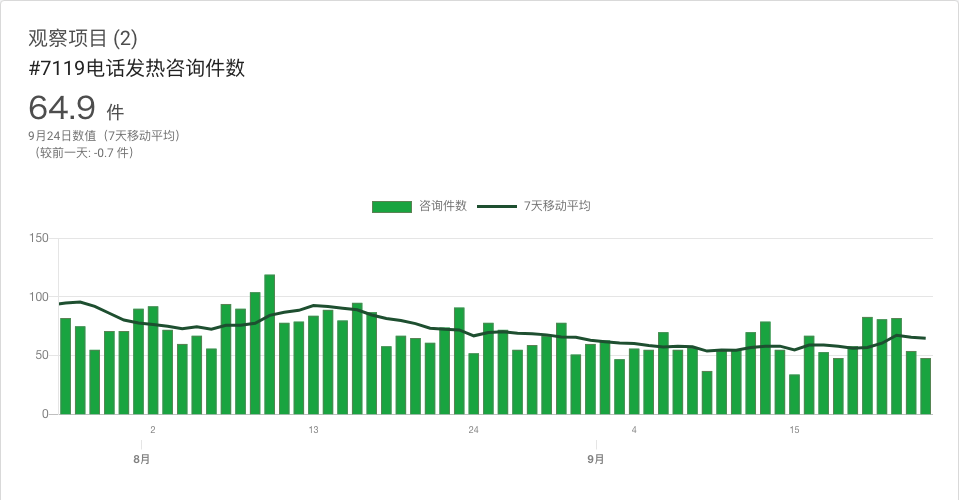 观察项目 (2)
#7119电话发热咨询件数
64.9 件
9月24日数值（7天移动平均）
（较前一天: -0.7 件）
咨询件数 7天移动平均
150
100
50
0
2 13 24 4 15
8月 9月